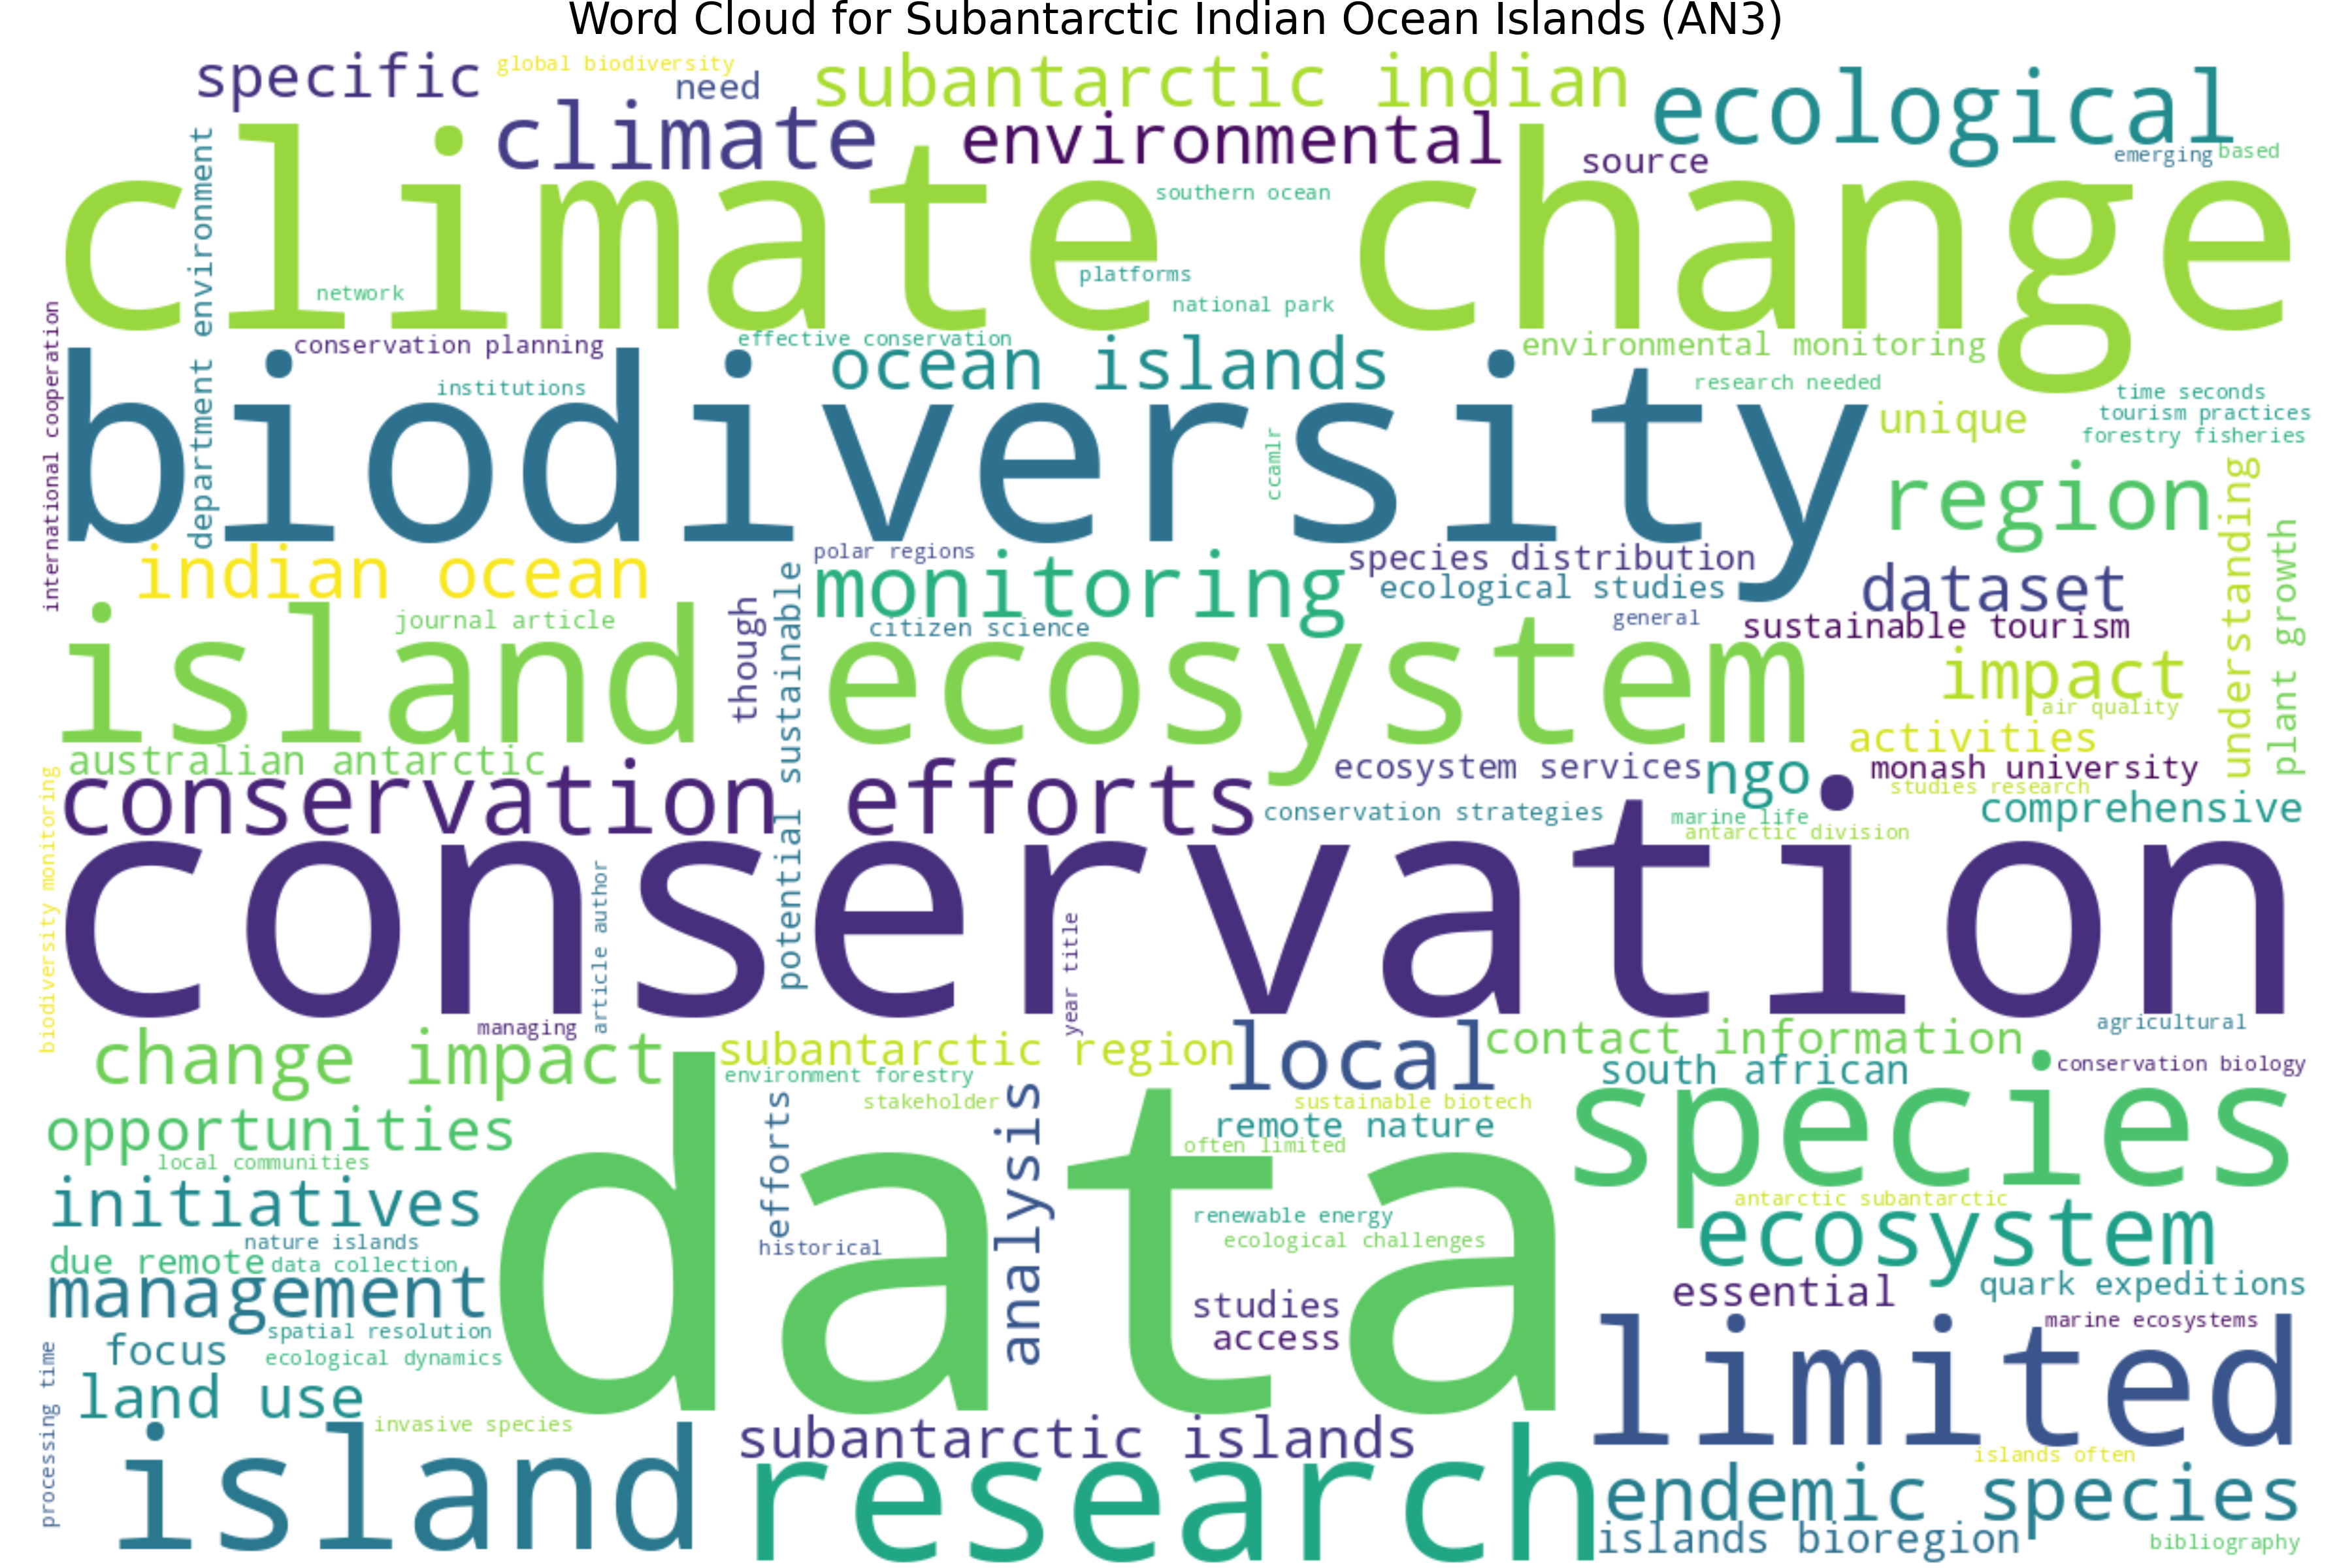 Word Cloud for Subantarctic Indian Ocean Islands (AN3)
specific
global biodiversity
need
subantarctic indian
ecological
climate
environmental
source
emerging
based
climate change
southern ocean
department environment
network
platforms
national park
international cooperation
conservation planning
effective conservation
ocean islands
environmental monitoring
institutions
research needed
time seconds
tourism practices
forestry fisheries
unique
biodiversity
ccamlr
region
understanding
plant growth
indian ocean
polar regions
monitoring
species distribution
ecological studies
dataset
journal article
though
potential sustainable
citizen science
general
sustainable tourism
island
ecosystem
impact
air quality
activities
australian antarctic
ecosystem services
ngo
monash university
studies research
conservation efforts
conservation strategies
marine life
antarctic division
comprehensive
biodiversity monitoring
conservation
article author
year title
managing
change impact
subantarctic region
local
contact information
agricultural
environment forestry
south african
conservation biology
opportunities
efforts
stakeholder
analysis
sustainable biotech
remote nature
often limited
species
local communities
initiatives
data
renewable energy
ecological challenges
antarctic subantarctic
ecosystem
nature islands
historical
due remote
data collection
management
essential
quark expeditions
studies
access
spatial resolution
marine ecosystems
focus
ecological dynamics
processing time
limited
land use
invasive species
subantarctic islands
islands often
island
research
endemic species
islands bioregion
bibliography